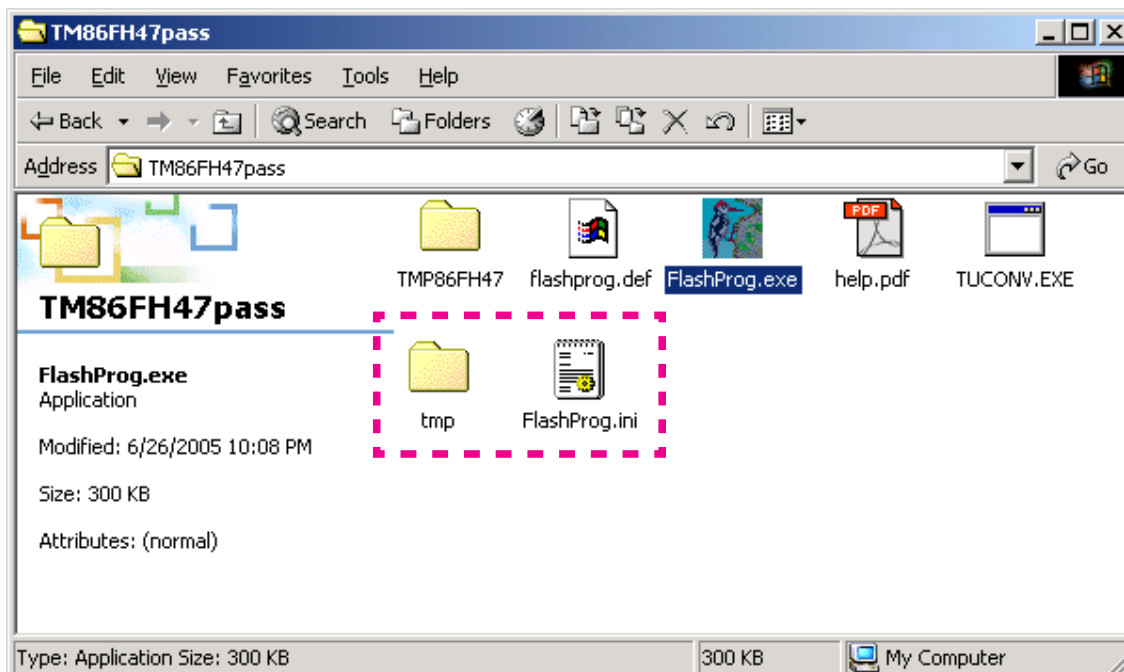 TM86FH47pass
File Edit View Favorites Tools Help
Back Search Folders
Address TM86FH47pass Go
TMP86FH47 flashprog.def FlashProg.exe help.pdf TUCONV.EXE
PDF
TM86FH47pass
FlashProg.exe
Application
Modified: 6/26/2005 10:08 PM
Size: 300 KB
Attributes: (normal)
tmp FlashProg.ini
Type: Application Size: 300 KB 300 KB My Computer